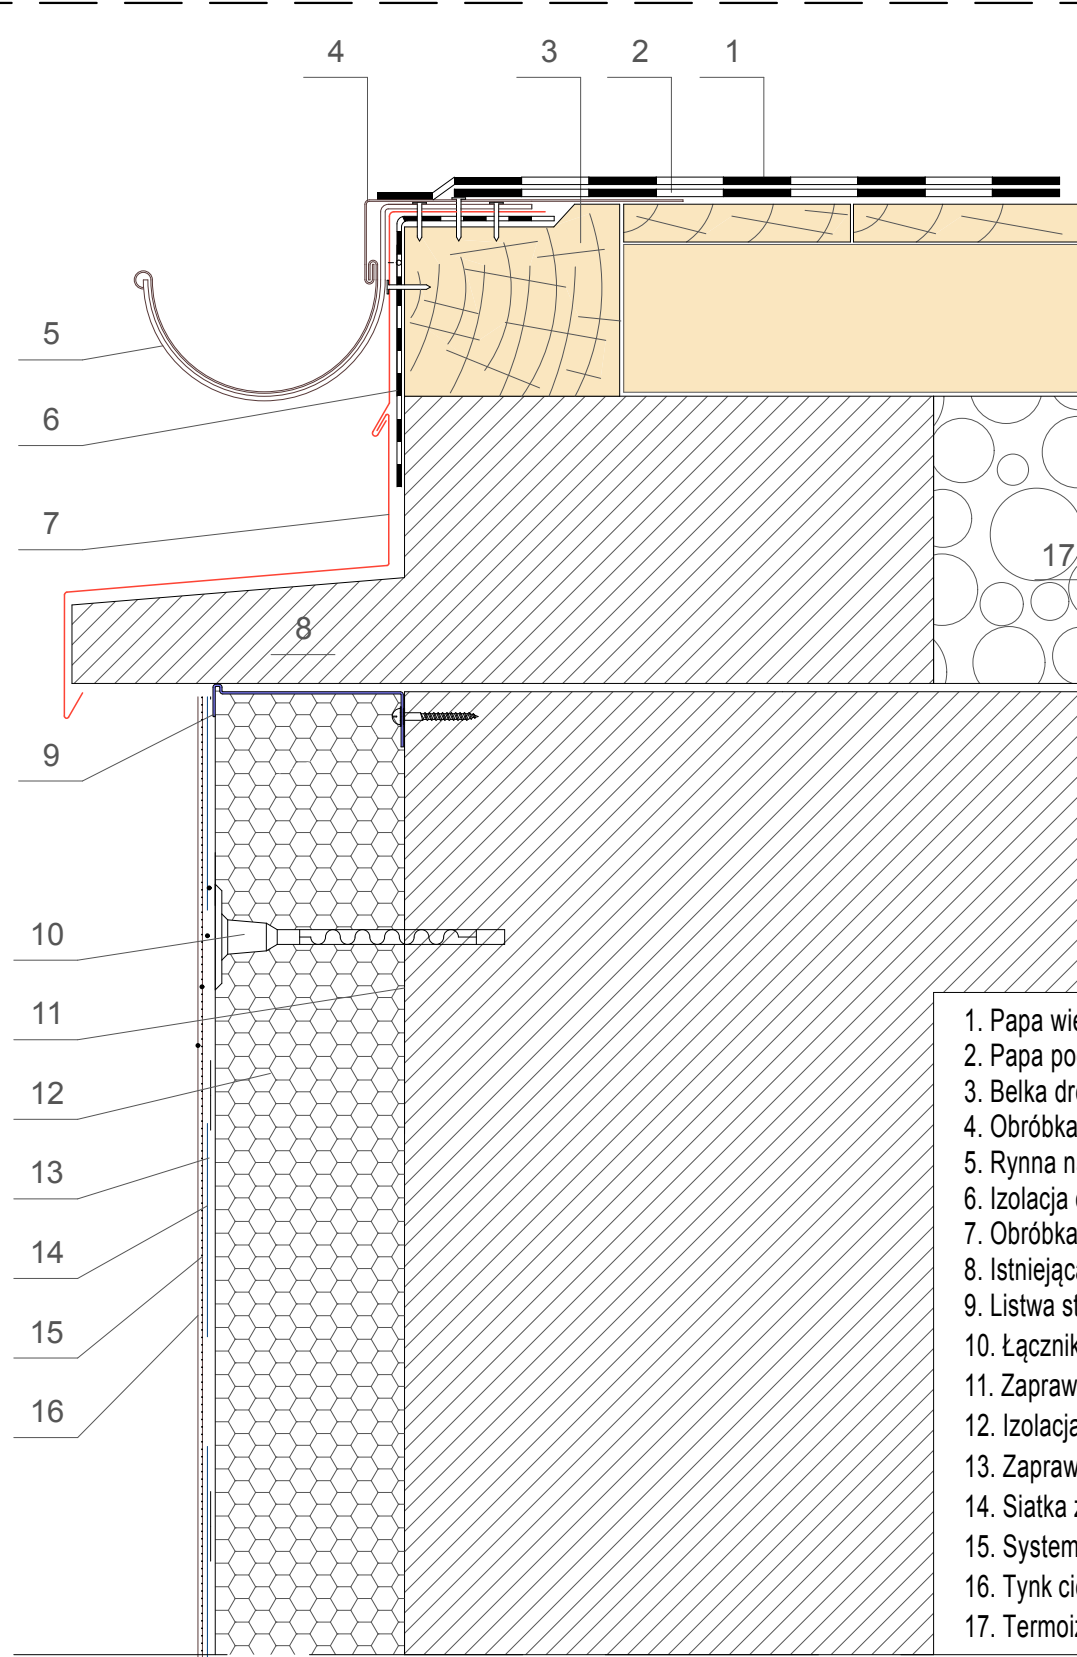 4 3 2 1
5
6
7
17
8
9
10
11
12
13
14
15
16
1. Papa wie
2. Papa po
3. Belka dr
4. Obróbka
5. Rynna n
6. Izolacja
7. Obróbka
8. Istniejąc
9. Listwa st
10. Łącznik
11. Zapraw
12. Izolacja
13. Zapraw
14. Siatka z
15. System
16. Tynk ci
17. Termoiz